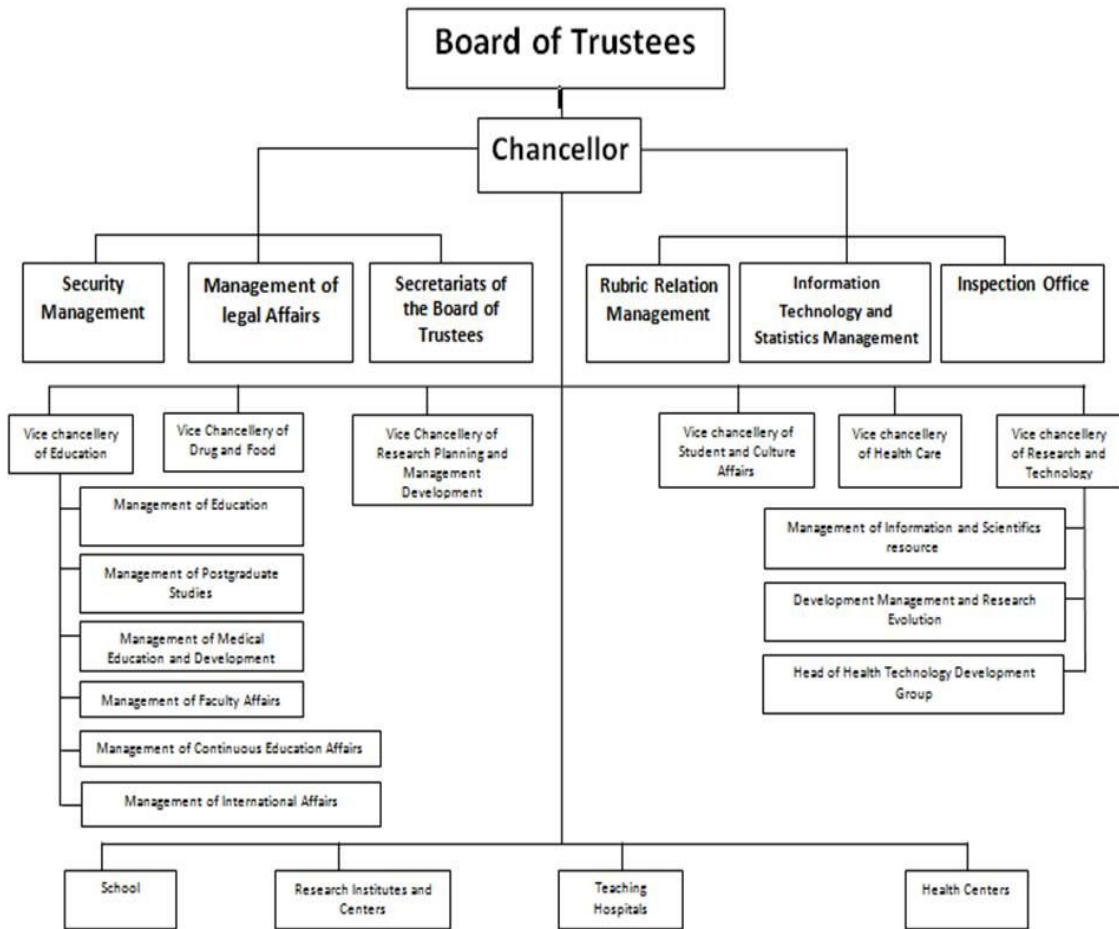 Board of Trustees
Chancellor
Security
Management
Management of
legal Affairs
Secretariats of
the Board of
Trustees
Rubric Relation
Management
Information
Technology and
Statistics Management
Inspection Office
Vice chancellery
of Education
Vice Chancellery of
Drug and Food
Vice Chancellery of
Research Planning and
Management
Development
Vice chancellery of
Student and Culture
Affairs
Vice chancellery
of Health Care
Vice chancellery
of Research and
Technology
Management of Education
Management of Postgraduate
Studies
Management of Medical
Education and Development
Management of Faculty Affairs
Management of Continuous Education Affairs
Management of International Affairs
Management of Information and Scientifics
resource
Development Management and Research
Evolution
Head of Health Technology Development
Group
School
Research Institutes and
Centers
Teaching
Hospitals
Health Centers